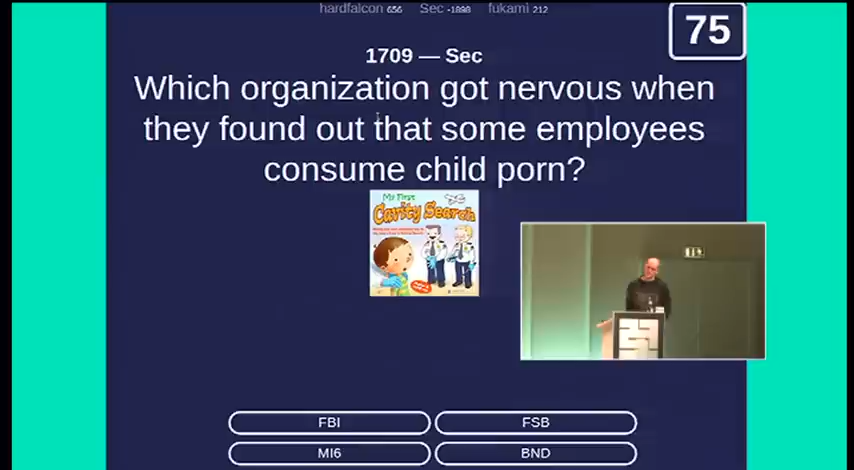 hardfalcon 656 Sec -1898 fukami 212
75
1709 — Sec
Which organization got nervous when
they found out that some employees
consume child porn?
My First
Cavity Search
FBI
FSB
MI6
BND